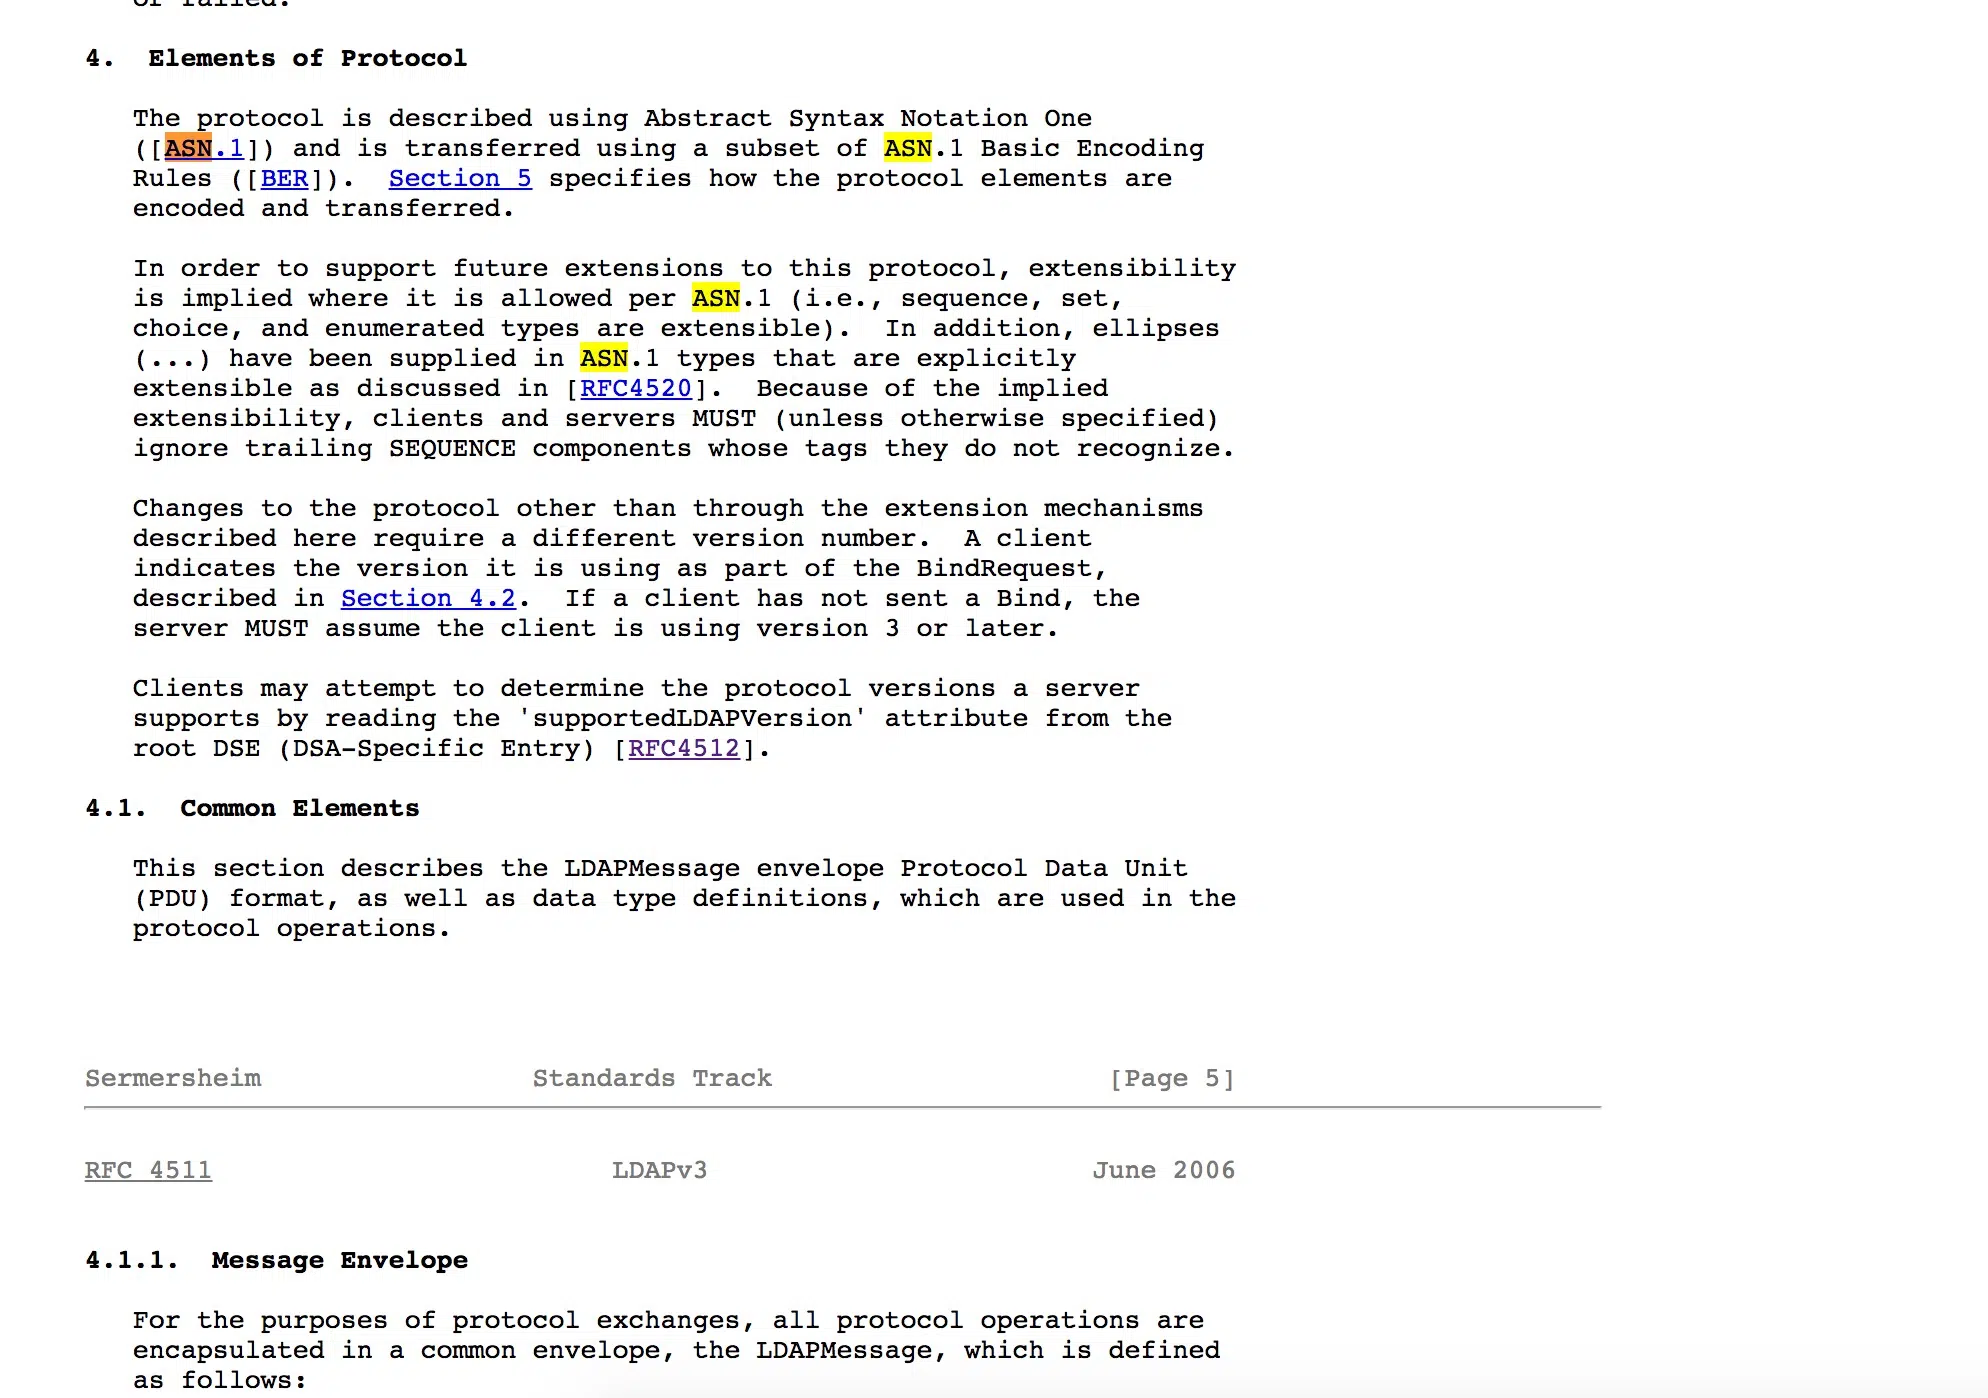 or failed.
4. Elements of Protocol
The protocol is described using Abstract Syntax Notation One
([ASN.1]) and is transferred using a subset of ASN.1 Basic Encoding
Rules ([BER]). Section 5 specifies how the protocol elements are
encoded and transferred.
In order to support future extensions to this protocol, extensibility
is implied where it is allowed per ASN.1 (i.e., sequence, set,
choice, and enumerated types are extensible). In addition, ellipses
(...) have been supplied in ASN.1 types that are explicitly
extensible as discussed in [RFC4520]. Because of the implied
extensibility, clients and servers MUST (unless otherwise specified)
ignore trailing SEQUENCE components whose tags they do not recognize.
Changes to the protocol other than through the extension mechanisms
described here require a different version number. A client
indicates the version it is using as part of the BindRequest,
described in Section 4.2. If a client has not sent a Bind, the
server MUST assume the client is using version 3 or later.
Clients may attempt to determine the protocol versions a server
supports by reading the 'supportedLDAPVersion' attribute from the
root DSE (DSA-Specific Entry) [RFC4512].
4.1. Common Elements
This section describes the LDAPMessage envelope Protocol Data Unit
(PDU) format, as well as data type definitions, which are used in the
protocol operations.
Sermersheim Standards Track [Page 5]
RFC 4511 LDAPv3 June 2006
4.1.1. Message Envelope
For the purposes of protocol exchanges, all protocol operations are
encapsulated in a common envelope, the LDAPMessage, which is defined
as follows: